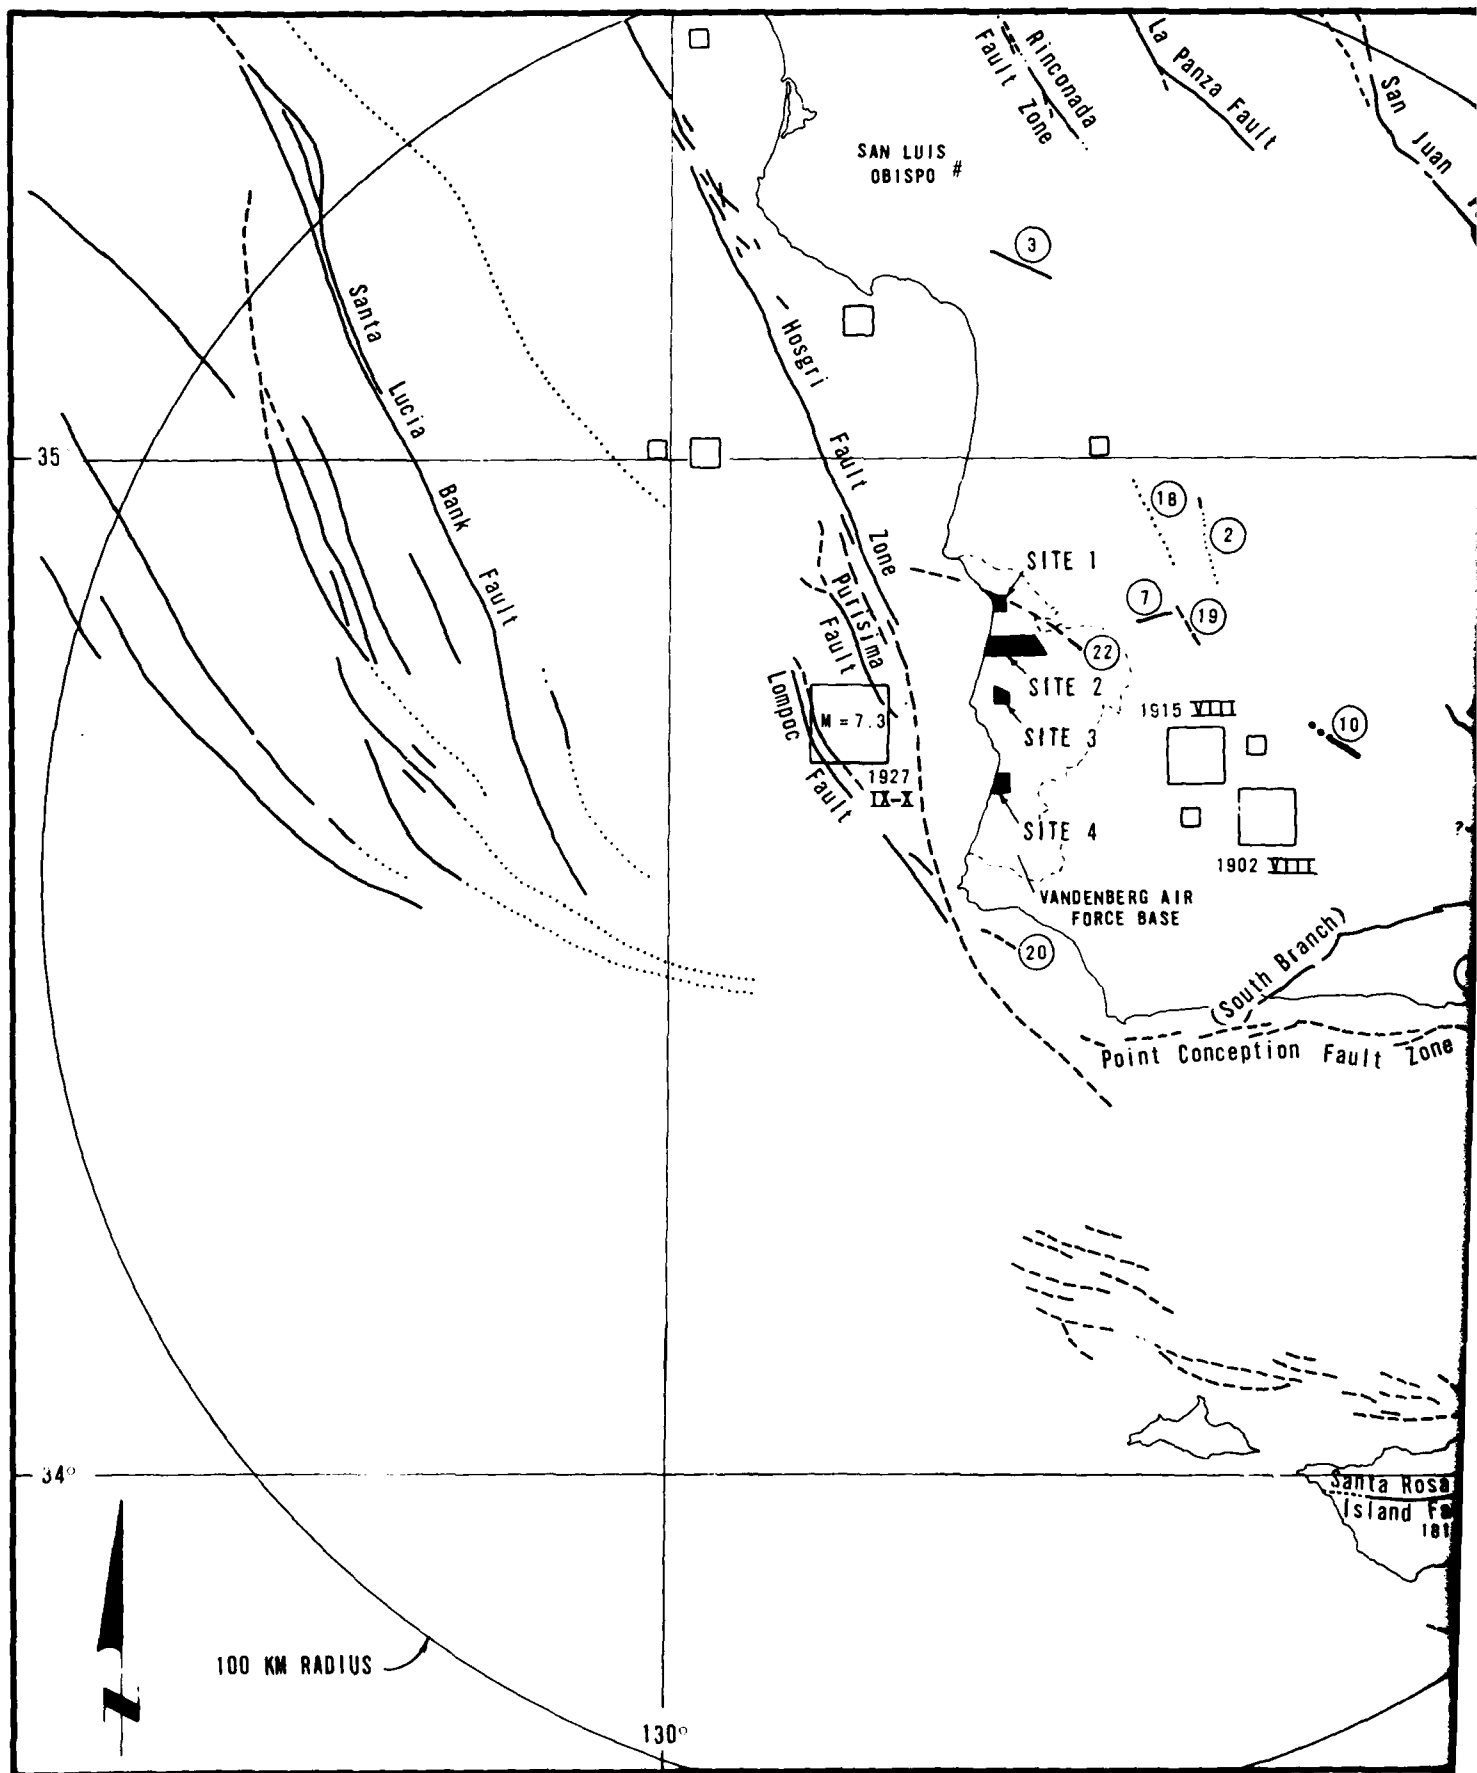 Rinconada
Fault Zone
La Panza Fault
San Juan
SAN LUIS
OBISPO #
3
Santa Lucia Bank Fault
Hosgri Fault Zone
35°
18
2
SITE 1
7
19
Purisima
Fault
22
SITE 2
Lompoc
Fault
M = 7.3
1915 VIII
10
SITE 3
1927
IX-X
SITE 4
?
1902 VIII
VANDENBERG AIR
FORCE BASE
20
(South Branch)
Point Conception Fault Zone
34°
Santa Rosa
Island Fa
181
100 KM RADIUS
N
130°